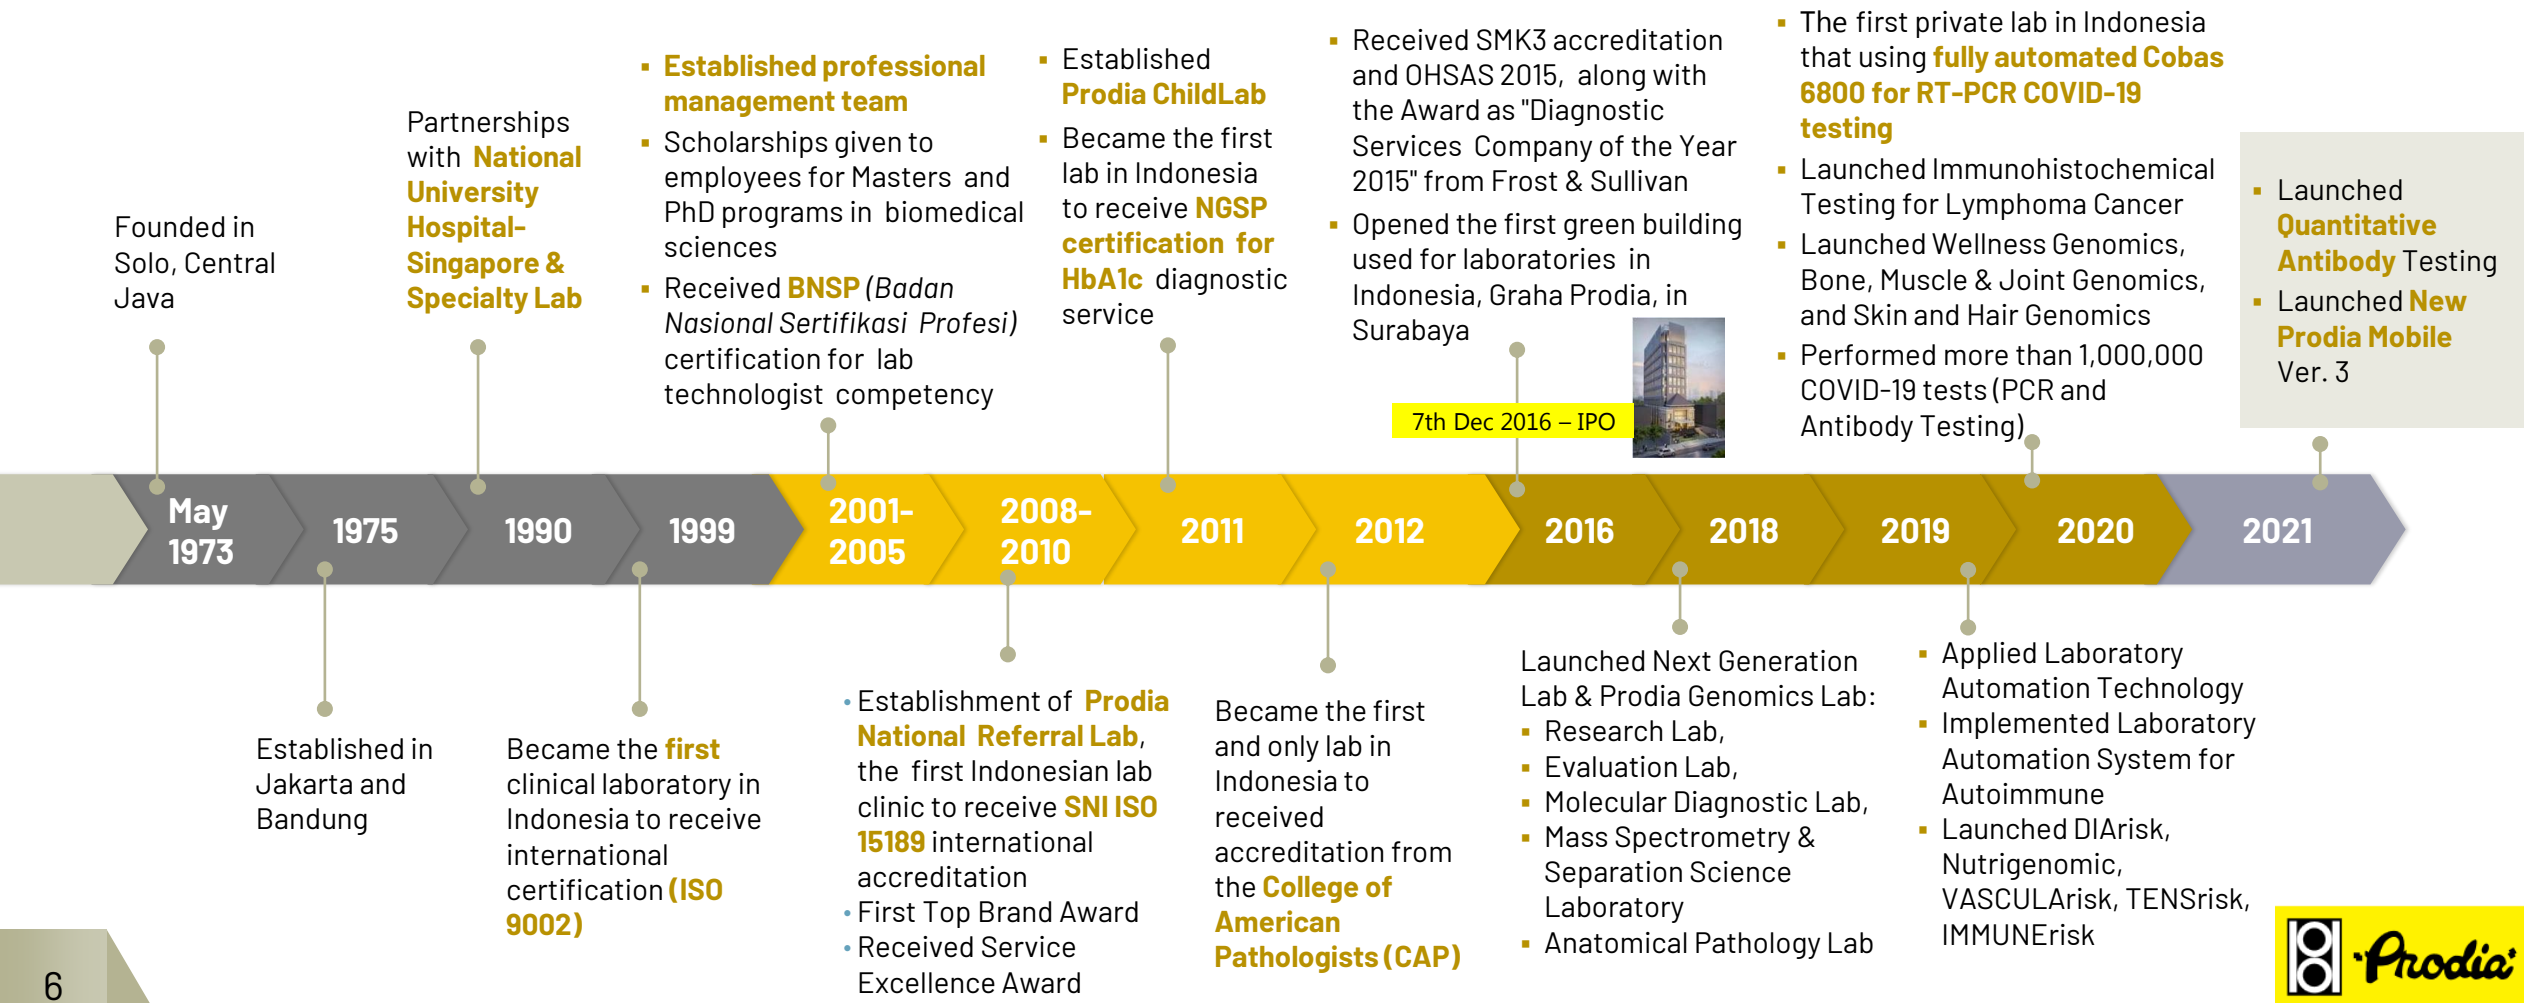 Founded in
Solo, Central
Java
Partnerships
with National
University
Hospital-
Singapore &
Specialty Lab
▪ Established professional
management team
▪ Scholarships given to
employees for Masters and
PhD programs in biomedical
sciences
▪ Received BNSP (Badan
Nasional Sertifikasi Profesi)
certification for lab
technologist competency
▪ Established
Prodia ChildLab
▪ Became the first
lab in Indonesia
to receive NGSP
certification for
HbA1c diagnostic
service
▪ Received SMK3 accreditation
and OHSAS 2015, along with
the Award as "Diagnostic
Services Company of the Year
2015" from Frost & Sullivan
▪ Opened the first green building
used for laboratories in
Indonesia, Graha Prodia, in
Surabaya
7th Dec 2016 – IPO
▪ The first private lab in Indonesia
that using fully automated Cobas
6800 for RT-PCR COVID-19
testing
▪ Launched Immunohistochemical
Testing for Lymphoma Cancer
▪ Launched Wellness Genomics,
Bone, Muscle & Joint Genomics,
and Skin and Hair Genomics
▪ Performed more than 1,000,000
COVID-19 tests (PCR and
Antibody Testing)
▪ Launched
Quantitative
Antibody Testing
▪ Launched New
Prodia Mobile
Ver. 3
May
1973
1975
1990
1999
2001-
2005
2008-
2010
2011
2012
2016
2018
2019
2020
2021
Established in
Jakarta and
Bandung
Became the first
clinical laboratory in
Indonesia to receive
international
certification (ISO
9002)
• Establishment of Prodia
National Referral Lab,
the first Indonesian lab
clinic to receive SNI ISO
15189 international
accreditation
• First Top Brand Award
• Received Service
Excellence Award
Became the first
and only lab in
Indonesia to
received
accreditation from
the College of
American
Pathologists (CAP)
Launched Next Generation
Lab & Prodia Genomics Lab:
▪ Research Lab,
▪ Evaluation Lab,
▪ Molecular Diagnostic Lab,
▪ Mass Spectrometry &
Separation Science
Laboratory
▪ Anatomical Pathology Lab
▪ Applied Laboratory
Automation Technology
▪ Implemented Laboratory
Automation System for
Autoimmune
▪ Launched DIArisk,
Nutrigenomic,
VASCULArisk, TENSrisk,
IMMUNErisk
6
Prodia